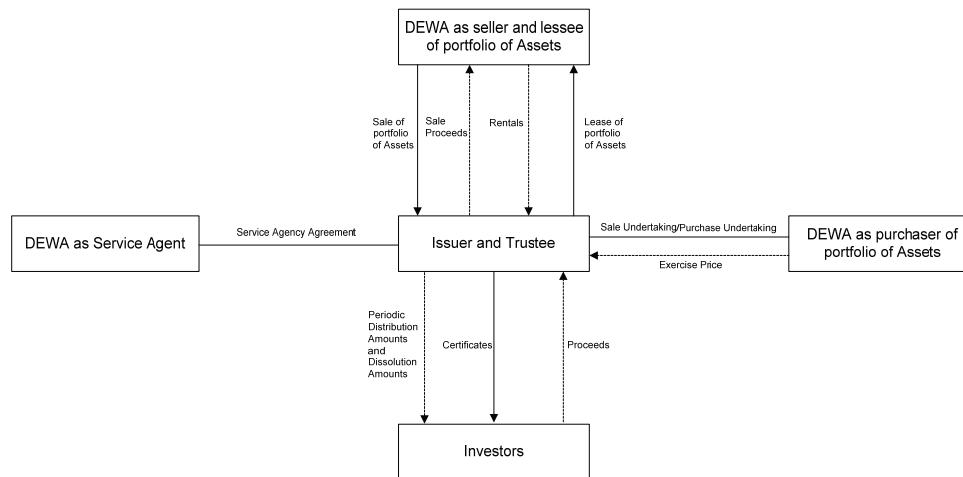 DEWA as seller and lessee
of portfolio of Assets
Sale of
portfolio
of Assets
Sale
Proceeds
Rentals
Lease of
portfolio
of Assets
DEWA as Service Agent
Service Agency Agreement
Issuer and Trustee
Sale Undertaking/Purchase Undertaking
Exercise Price
DEWA as purchaser of
portfolio of Assets
Periodic
Distribution
Amounts
and
Dissolution
Amounts
Certificates
Proceeds
Investors